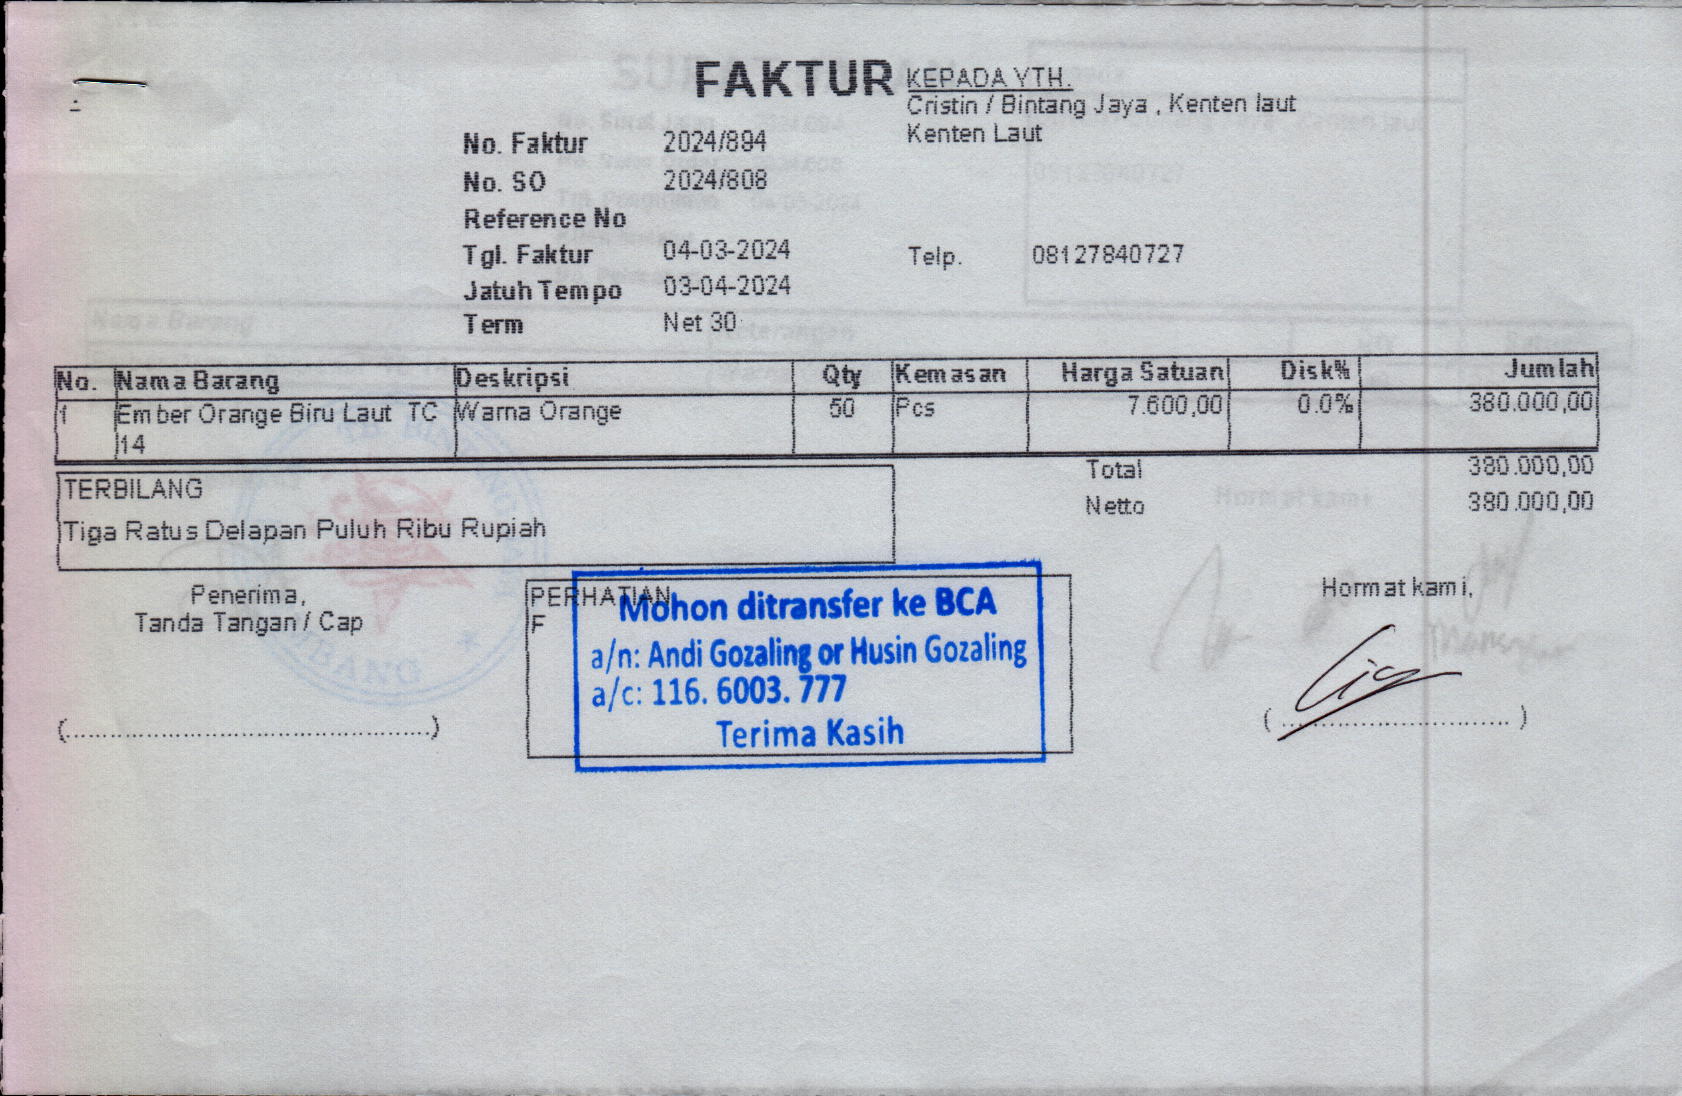 FAKTUR
KEPADA YTH.
Cristin / Bintang Jaya , Kenten laut
Kenten Laut
No. Faktur 2024/894
No. SO 2024/808
Reference No
Tgl. Faktur 04-03-2024
Telp. 08127840727
Jatuh Tempo 03-04-2024
Term Net 30
No. Nama Barang Deskripsi Qty Kemasan Harga Satuan Disk% Jumlah
1 Ember Orange Biru Laut TC Warna Orange 50 Pcs 7.600,00 0.0% 380.000,00
14
Total 380.000,00
TERBILANG
Netto 380.000,00
Tiga Ratus Delapan Puluh Ribu Rupiah
Penerima,
Tanda Tangan / Cap
PERHATIAN
F
Mohon ditransfer ke BCA
a/n: Andi Gozaling or Husin Gozaling
a/c: 116. 6003. 777
Terima Kasih
Hormat kami,
(..............................................)
( ............................. )